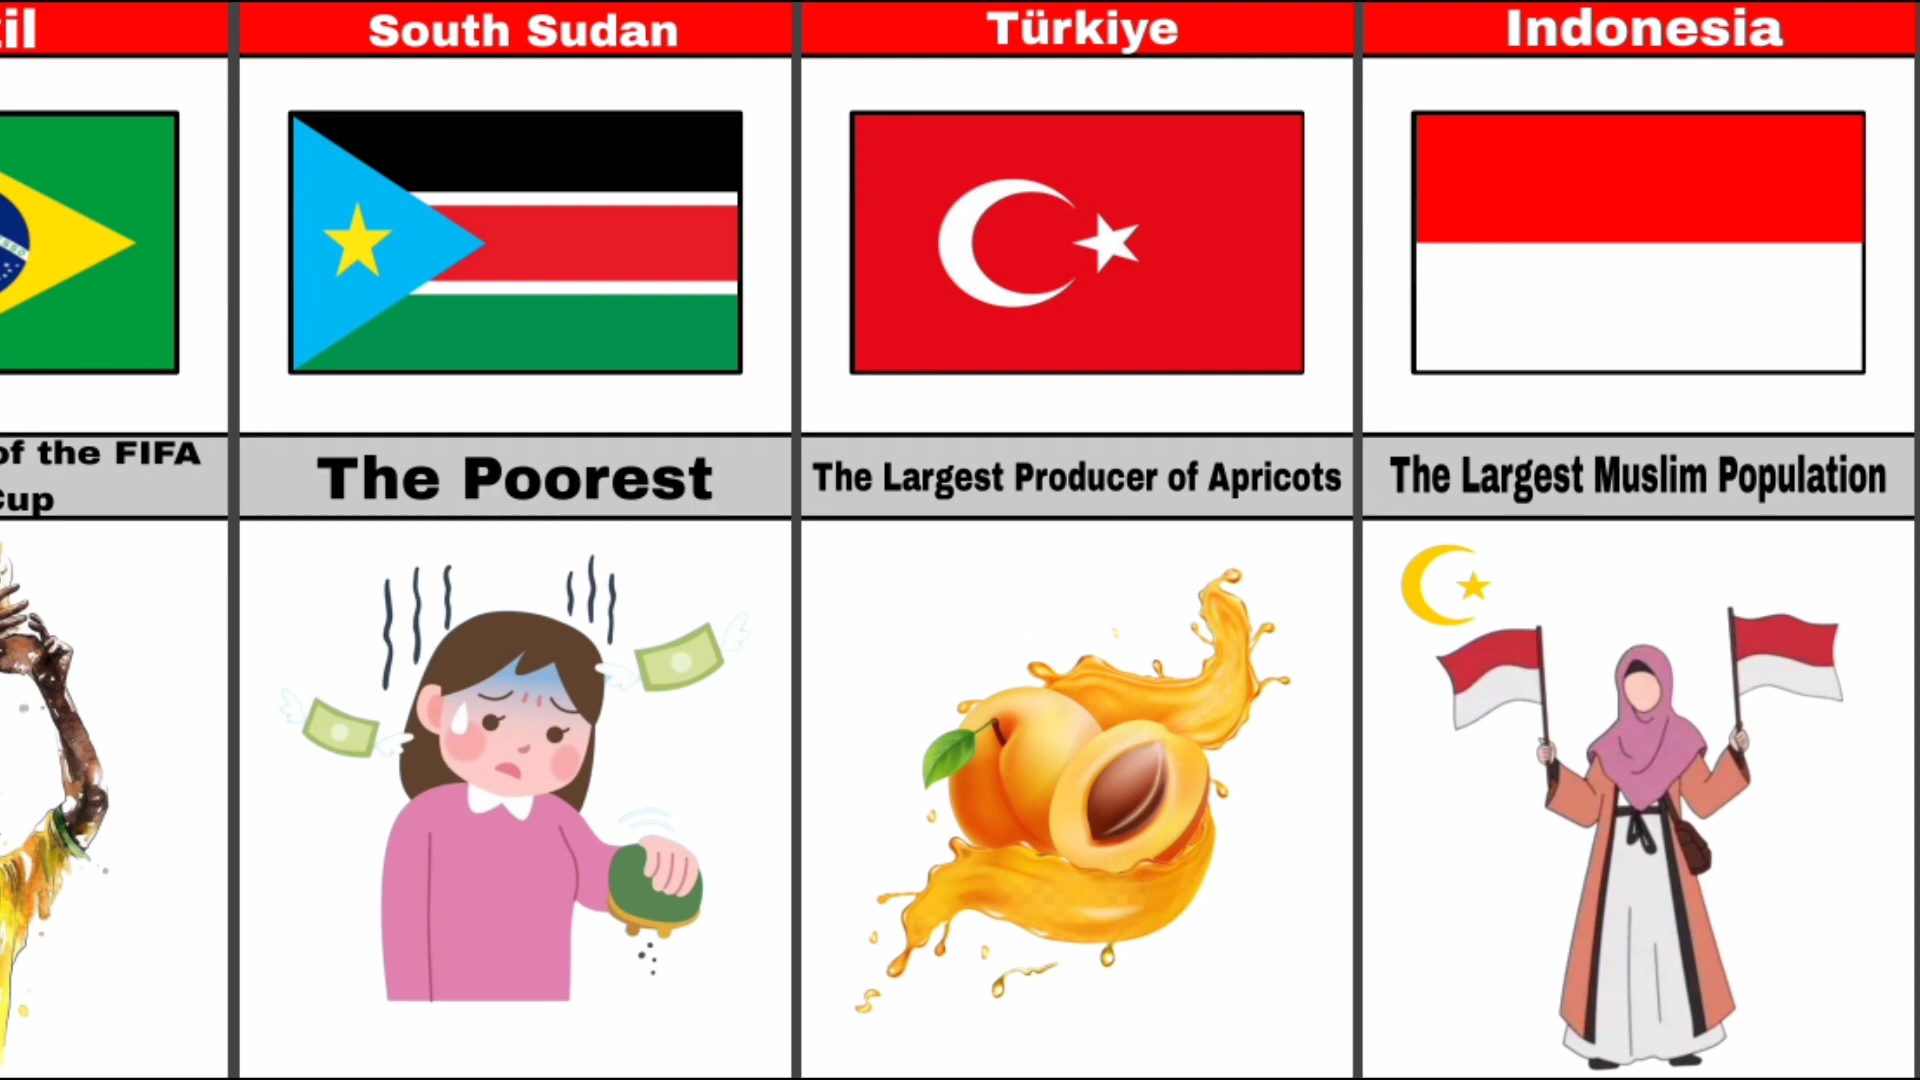 il
South Sudan
Türkiye
Indonesia
of the FIFA
Cup
The Poorest
The Largest Producer of Apricots
The Largest Muslim Population